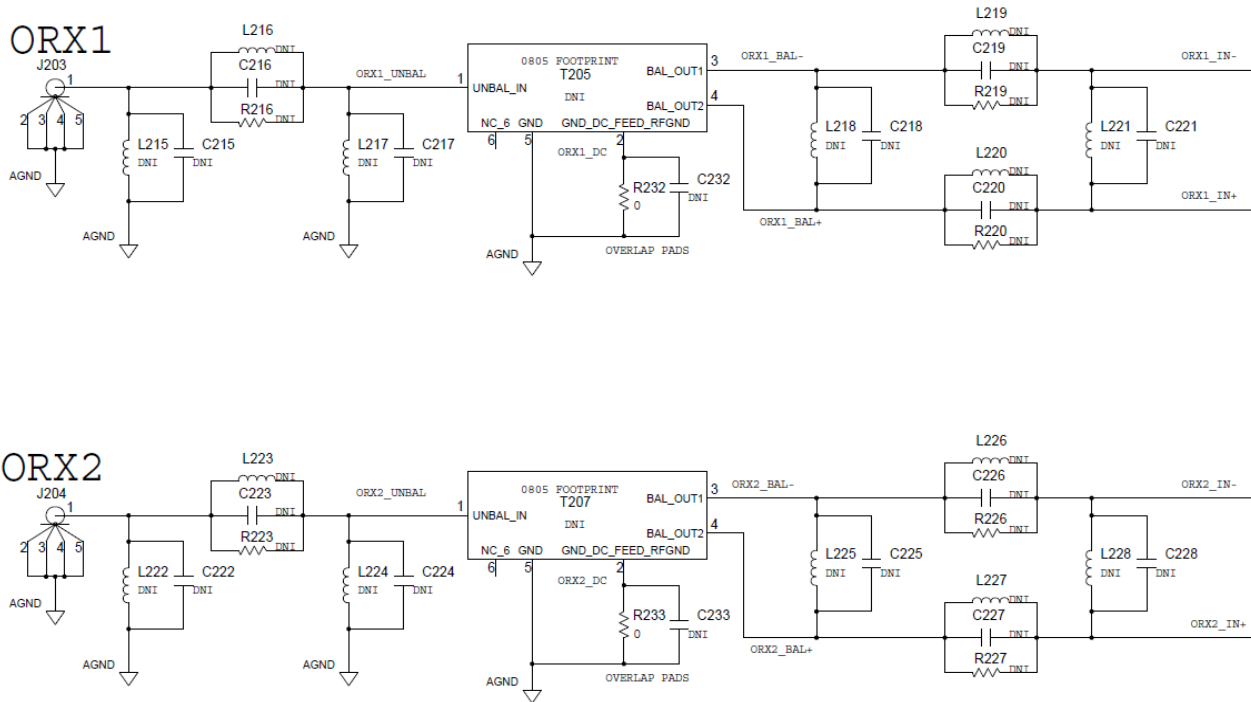 ORX1
J203
1
2 3 4 5
AGND
L215
DNI
C215
DNI
AGND
L216
DNI
C216
DNI
R216
DNI
ORX1_UNBAL
L217
DNI
C217
DNI
AGND
1
0805 FOOTPRINT
T205
DNI
UNBAL_IN
BAL_OUT1
BAL_OUT2
NC_6 GND GND_DC_FEED_RFGND
6 5 2
3
4
ORX1_DC
R232
0
C232
DNI
AGND
OVERLAP PADS
ORX1_BAL-
ORX1_BAL+
L218
DNI
C218
DNI
L219
DNI
C219
DNI
R219
DNI
L220
DNI
C220
DNI
R220
DNI
L221
DNI
C221
DNI
ORX1_IN-
ORX1_IN+
ORX2
J204
1
2 3 4 5
AGND
L222
DNI
C222
DNI
AGND
L223
DNI
C223
DNI
R223
DNI
ORX2_UNBAL
L224
DNI
C224
DNI
AGND
1
0805 FOOTPRINT
T207
DNI
UNBAL_IN
BAL_OUT1
BAL_OUT2
NC_6 GND GND_DC_FEED_RFGND
6 5 2
3
4
ORX2_DC
R233
0
C233
DNI
AGND
OVERLAP PADS
ORX2_BAL-
ORX2_BAL+
L225
DNI
C225
DNI
L226
DNI
C226
DNI
R226
DNI
L227
DNI
C227
DNI
R227
DNI
L228
DNI
C228
DNI
ORX2_IN-
ORX2_IN+